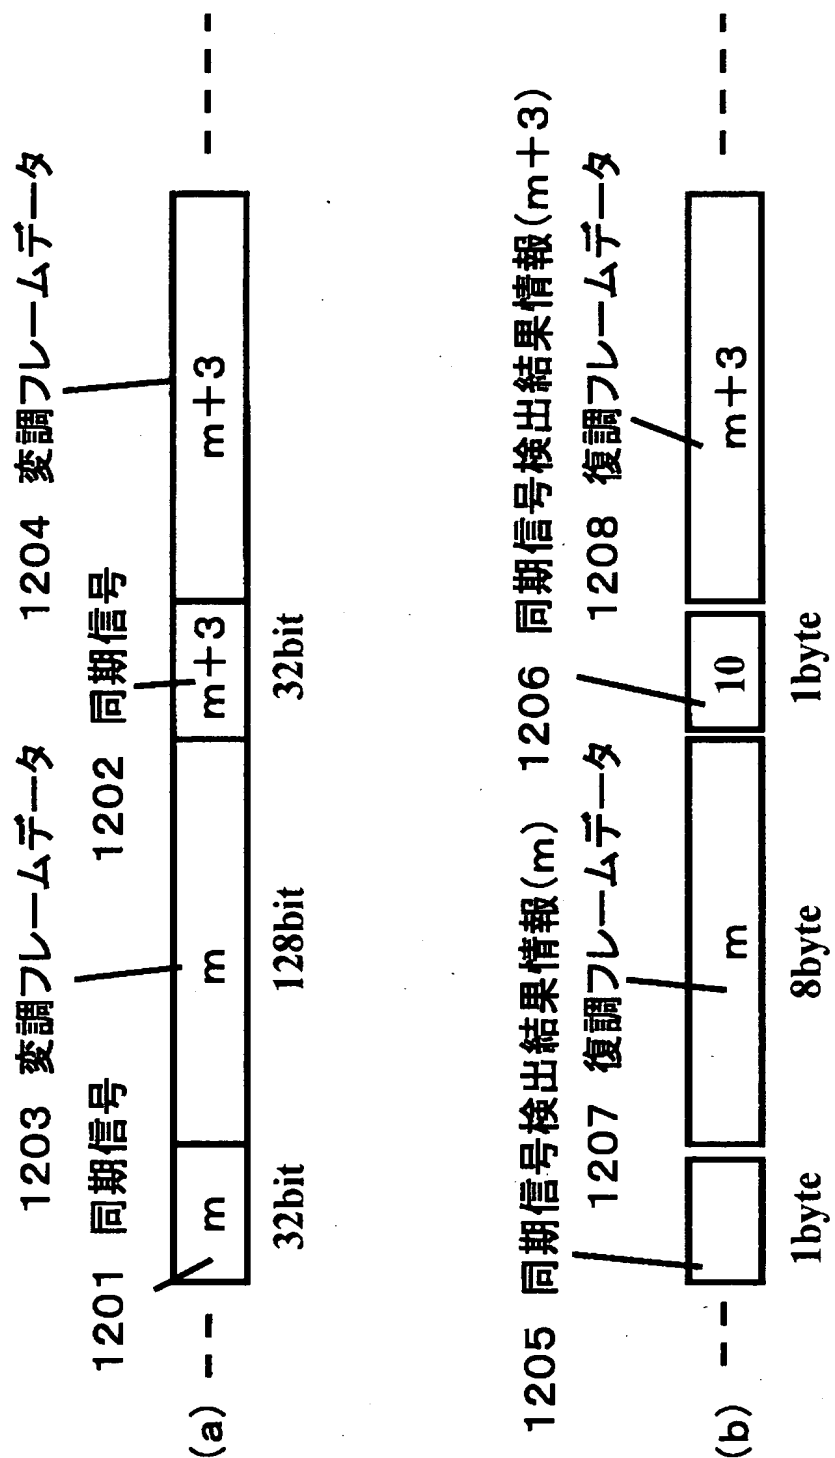 1203 変調フレームデータ
1204 変調フレームデータ
1201 同期信号
1202 同期信号
(a)
m
m
m+3
m+3
32bit
128bit
32bit
1205 同期信号検出結果情報(m)
1206 同期信号検出結果情報(m+3)
1207 復調フレームデータ
1208 復調フレームデータ
(b)
m
10
m+3
1byte
8byte
1byte